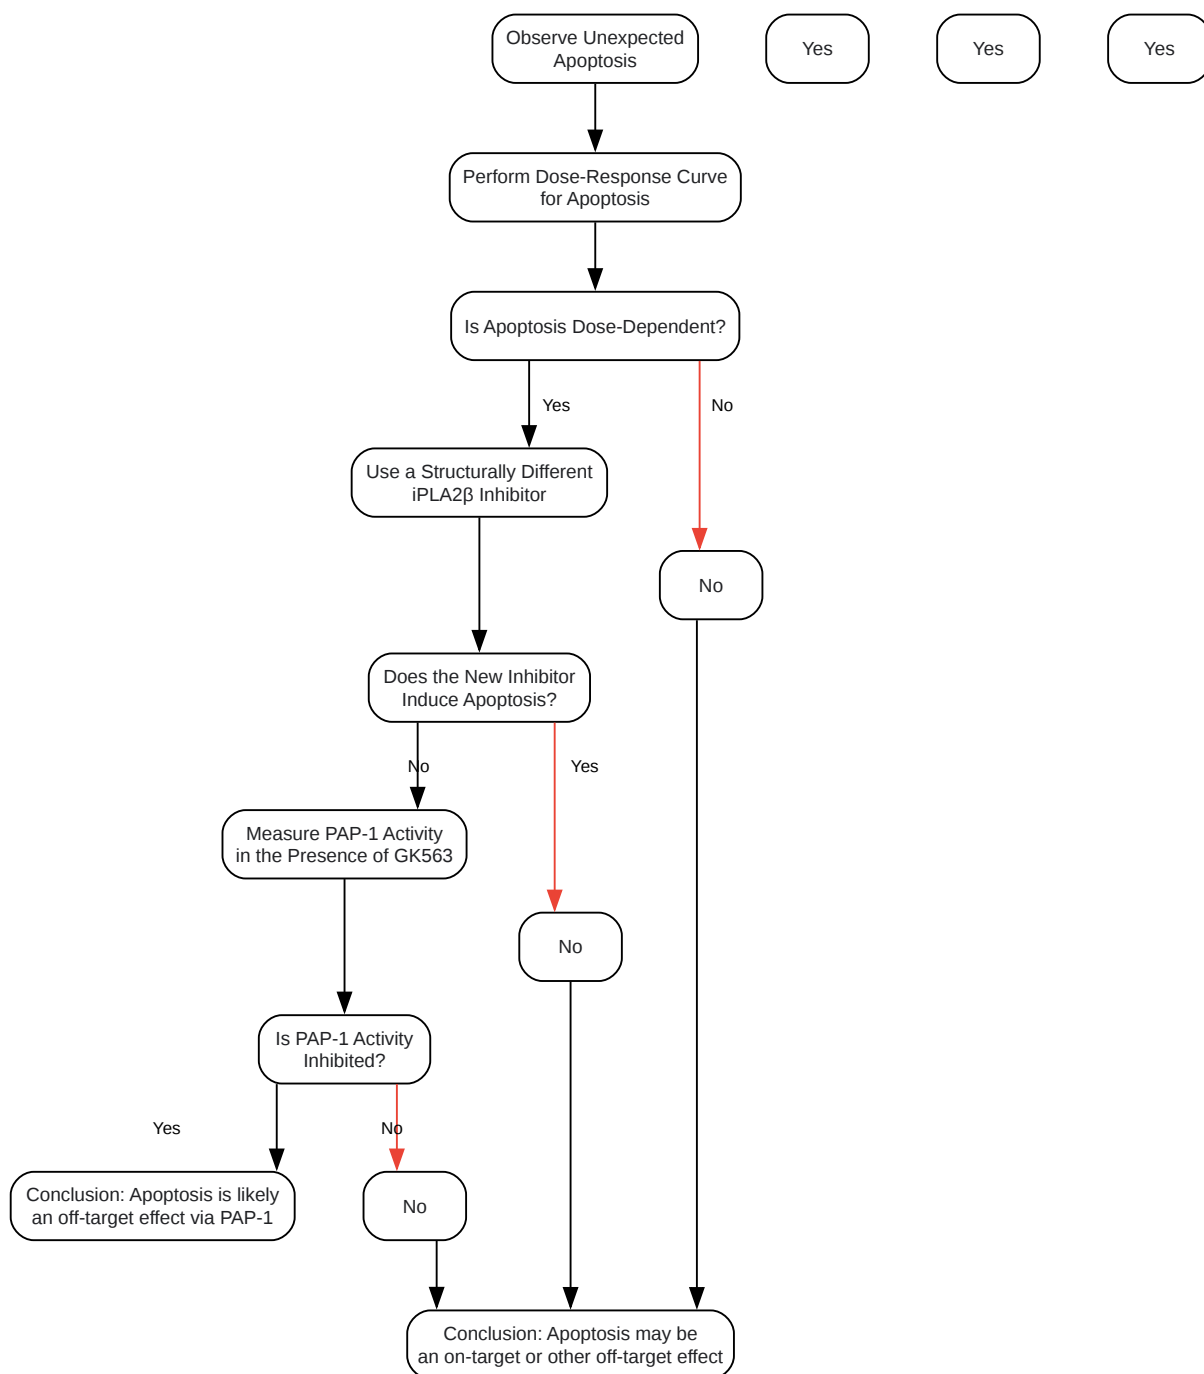 Observe Unexpected
Apoptosis
Yes
Yes
Yes
Perform Dose-Response Curve
for Apoptosis
Is Apoptosis Dose-Dependent?
Yes
No
Use a Structurally Different
iPLA2β Inhibitor
No
Does the New Inhibitor
Induce Apoptosis?
No
Yes
Measure PAP-1 Activity
in the Presence of GK563
No
Is PAP-1 Activity
Inhibited?
Yes
No
Conclusion: Apoptosis is likely
an off-target effect via PAP-1
No
Conclusion: Apoptosis may be
an on-target or other off-target effect